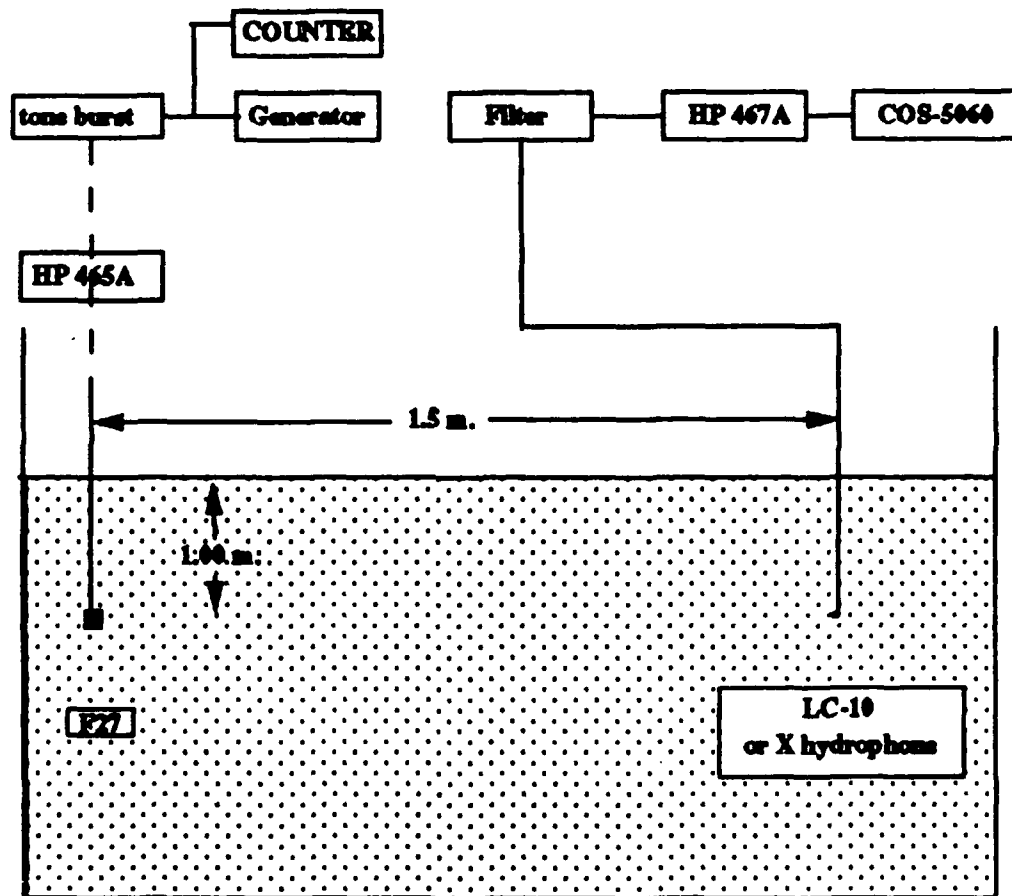 COUNTER
tone burst
Generator
Filter
HP 467A
COS-5060
HP 465A
1.5 m.
1.00 m.
F27
LC-10
or X hydrophone